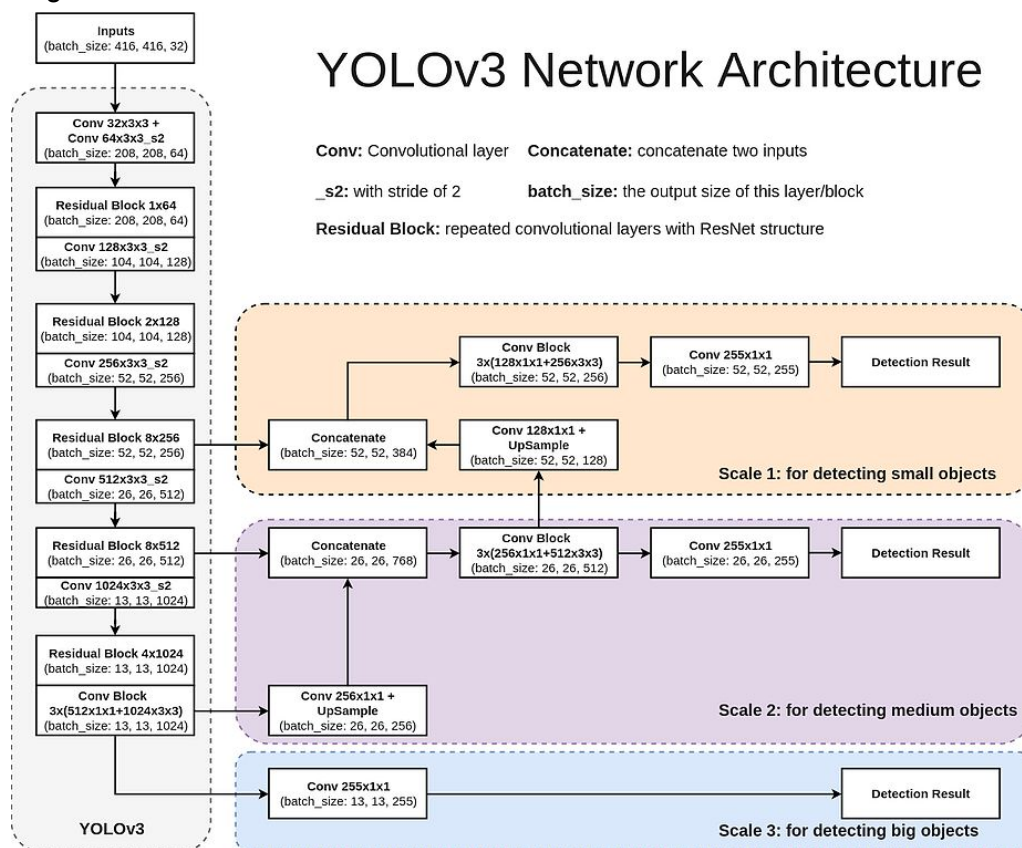 Inputs
(batch_size: 416, 416, 32)
YOLOv3 Network Architecture
Conv: Convolutional layer
Concatenate: concatenate two inputs
_s2: with stride of 2
batch_size: the output size of this layer/block
Residual Block: repeated convolutional layers with ResNet structure
Conv 32x3x3 +
Conv 64x3x3_s2
(batch_size: 208, 208, 64)
Residual Block 1x64
(batch_size: 208, 208, 64)
Conv 128x3x3_s2
(batch_size: 104, 104, 128)
Residual Block 2x128
(batch_size: 104, 104, 128)
Conv 256x3x3_s2
(batch_size: 52, 52, 256)
Residual Block 8x256
(batch_size: 52, 52, 256)
Conv 512x3x3_s2
(batch_size: 26, 26, 512)
Residual Block 8x512
(batch_size: 26, 26, 512)
Conv 1024x3x3_s2
(batch_size: 13, 13, 1024)
Residual Block 4x1024
(batch_size: 13, 13, 1024)
Conv Block
3x(512x1x1+1024x3x3)
(batch_size: 13, 13, 1024)
YOLOv3
Conv Block
3x(128x1x1+256x3x3)
(batch_size: 52, 52, 256)
Conv 255x1x1
(batch_size: 52, 52, 255)
Detection Result
Concatenate
(batch_size: 52, 52, 384)
Conv 128x1x1 +
UpSample
(batch_size: 52, 52, 128)
Scale 1: for detecting small objects
Concatenate
(batch_size: 26, 26, 768)
Conv Block
3x(256x1x1+512x3x3)
(batch_size: 26, 26, 512)
Conv 255x1x1
(batch_size: 26, 26, 255)
Detection Result
Conv 256x1x1 +
UpSample
(batch_size: 26, 26, 256)
Scale 2: for detecting medium objects
Conv 255x1x1
(batch_size: 13, 13, 255)
Detection Result
Scale 3: for detecting big objects